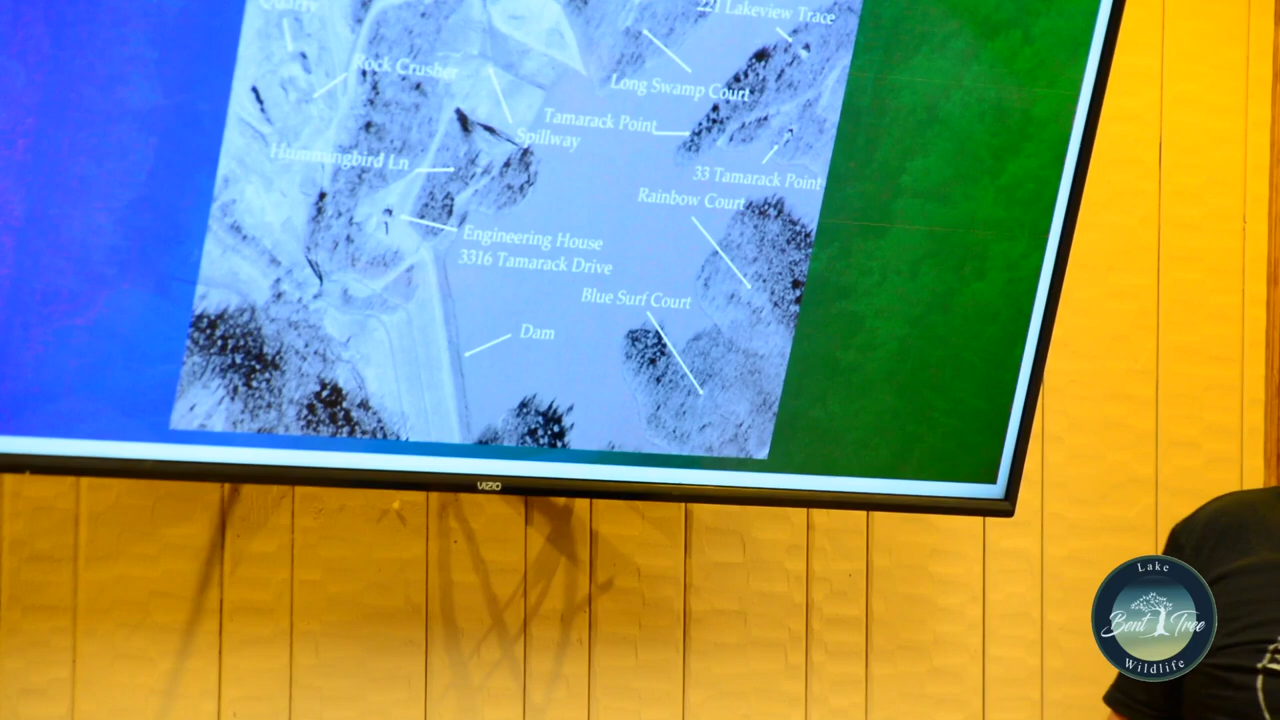 Quarry
221 Lakeview Trace
Rock Crusher
Long Swamp Court
Tamarack Point
Spillway
Hummingbird Ln
33 Tamarack Point
Rainbow Court
Engineering House
3316 Tamarack Drive
Blue Surf Court
Dam
VIZIO
Lake
Bent Tree
Wildlife